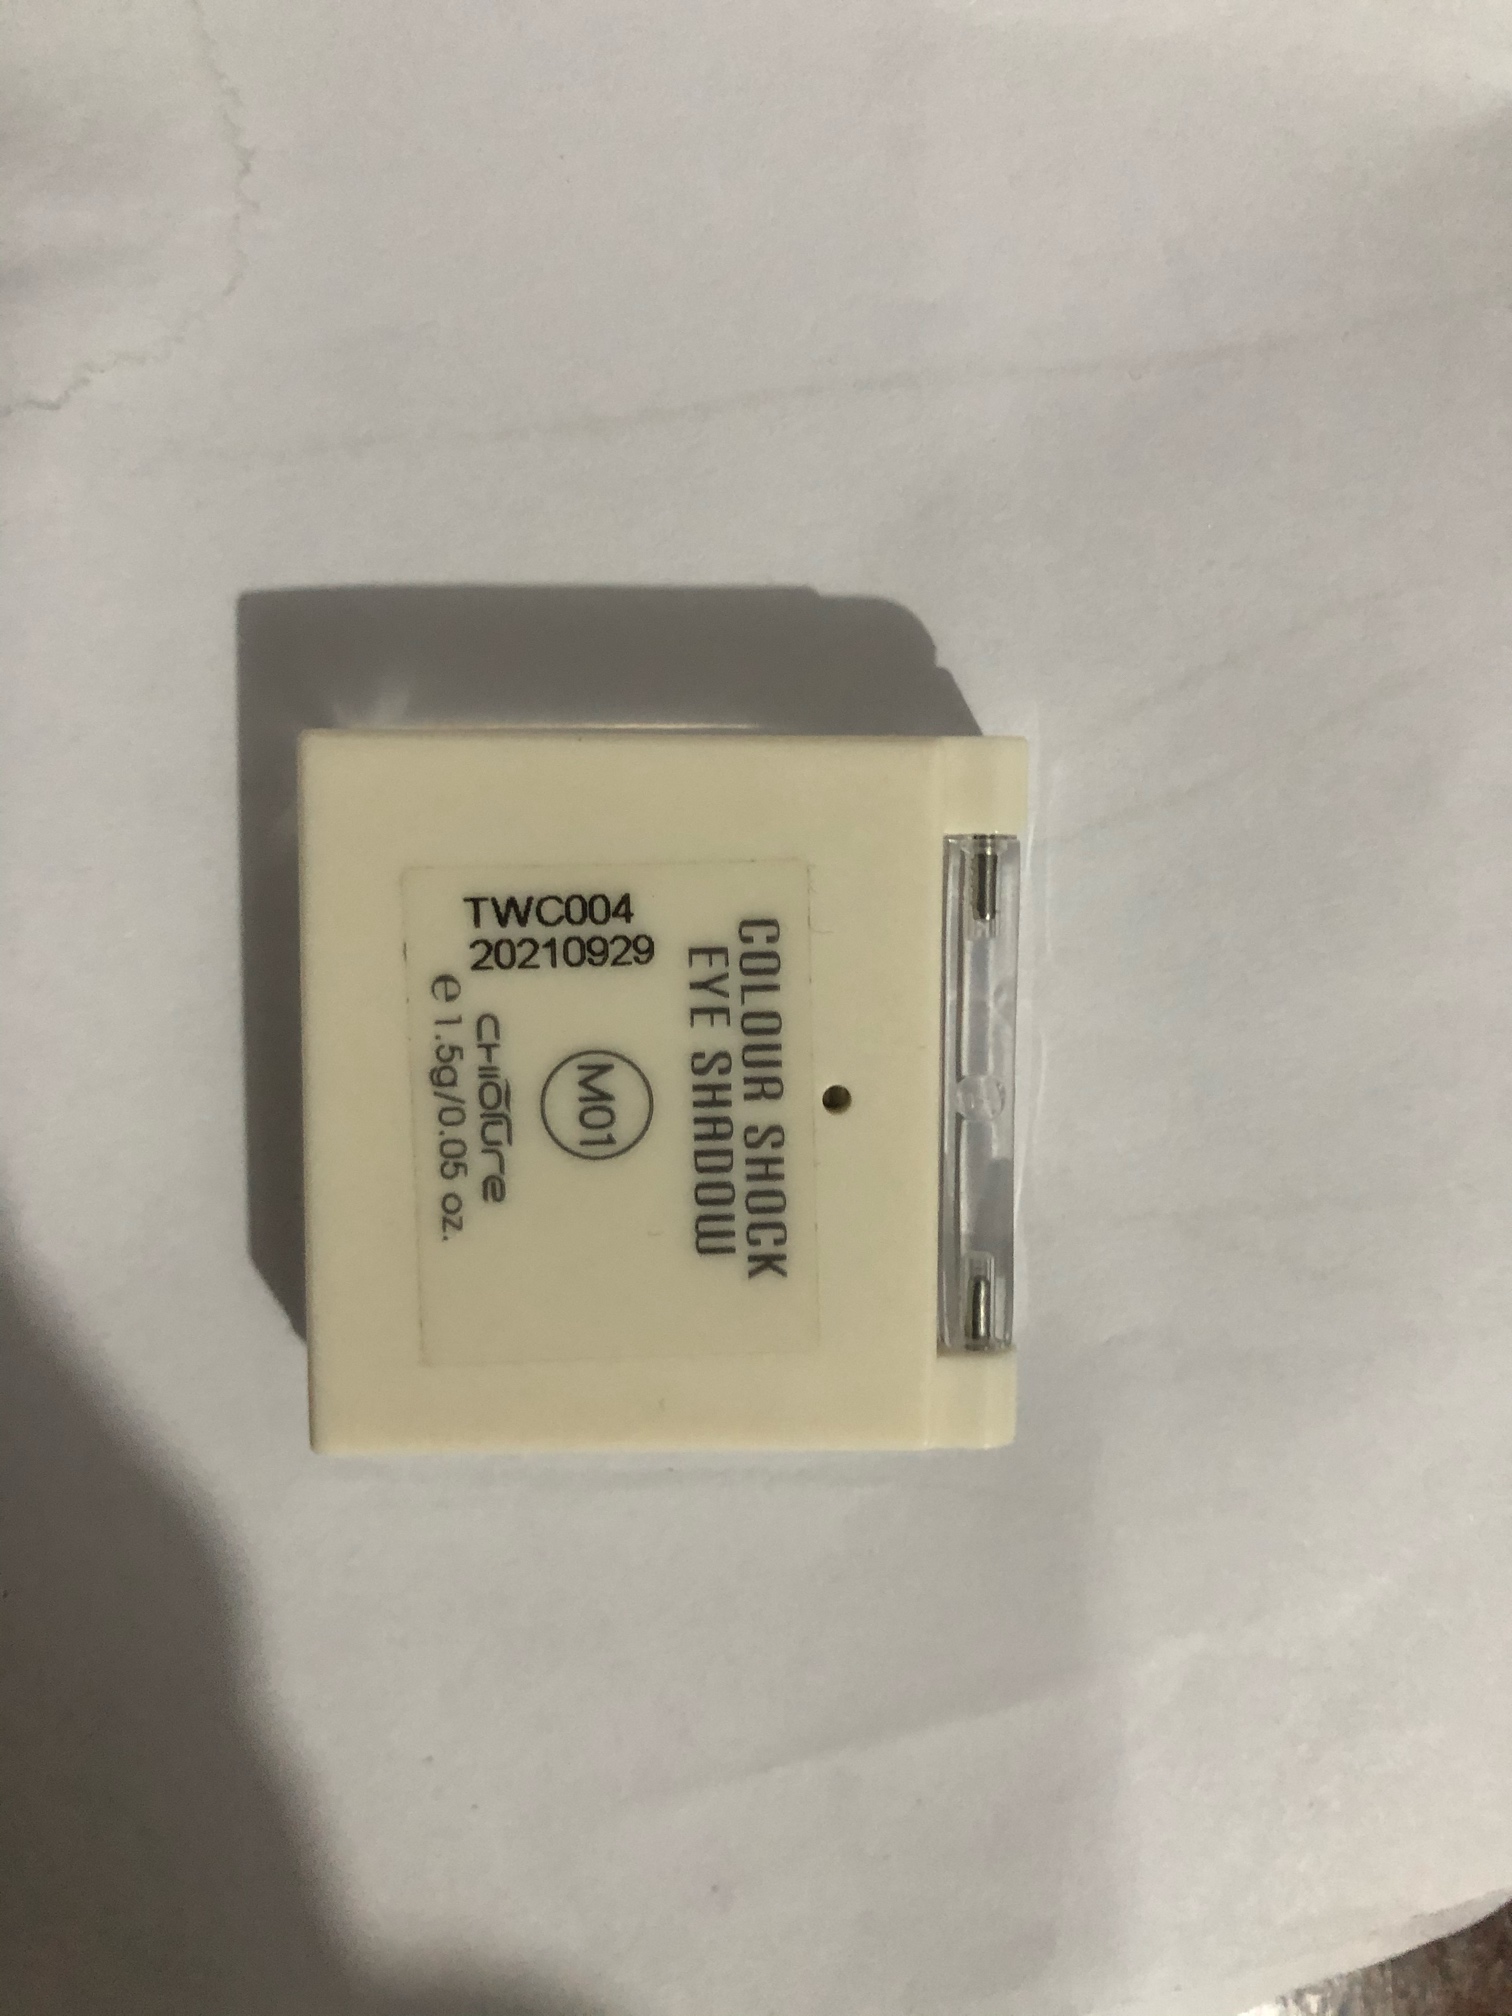 COLOUR SHOCK
EYE SHADOW
M01
CHIOTURE
e 1.5g/0.05 oz.
TWC004
20210929